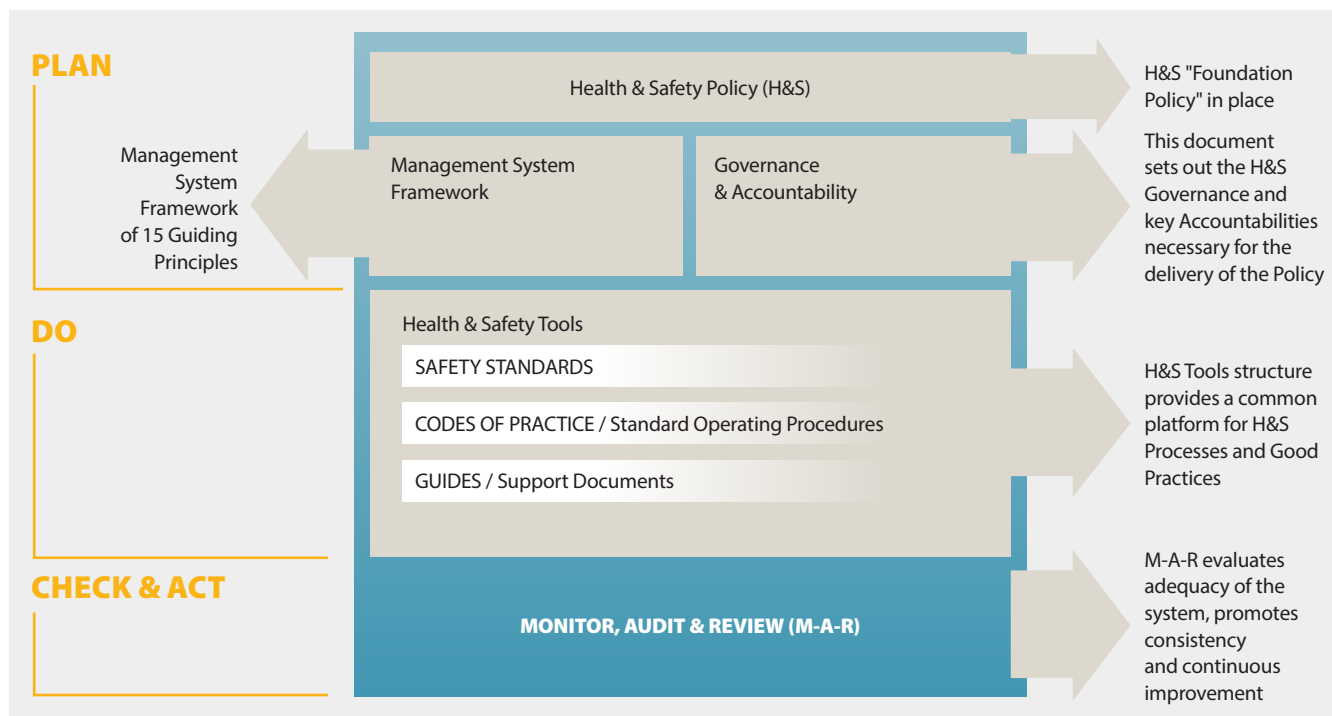 PLAN
Health & Safety Policy (H&S)
H&S "Foundation
Policy" in place
Management
System
Framework
of 15 Guiding
Principles
Management System
Framework
Governance
& Accountability
This document
sets out the H&S
Governance and
key Accountabilities
necessary for the
delivery of the Policy
DO
Health & Safety Tools
SAFETY STANDARDS
CODES OF PRACTICE / Standard Operating Procedures
GUIDES / Support Documents
H&S Tools structure
provides a common
platform for H&S
Processes and Good
Practices
CHECK & ACT
MONITOR, AUDIT & REVIEW (M-A-R)
M-A-R evaluates
adequacy of the
system, promotes
consistency
and continuous
improvement